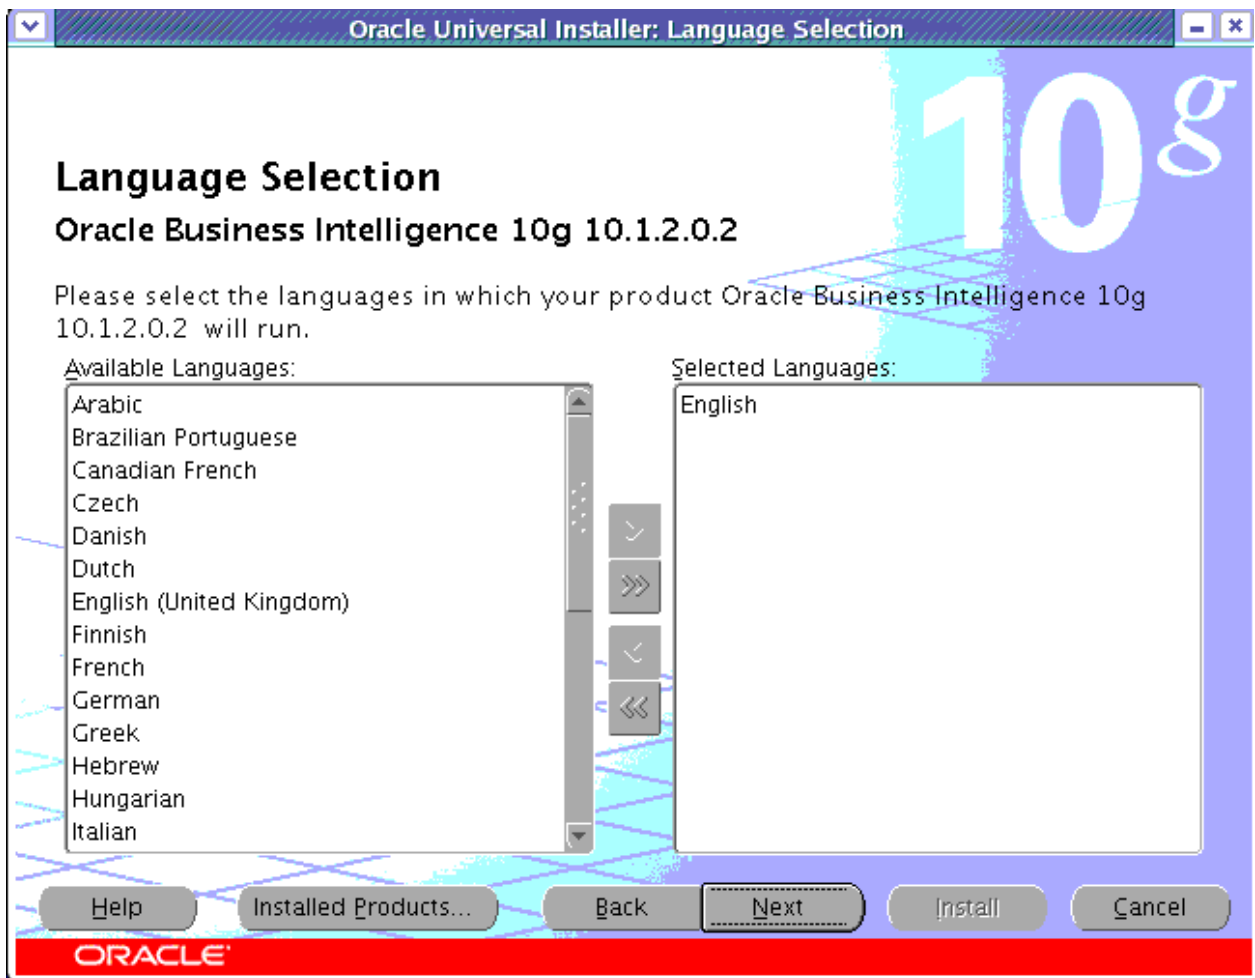 Oracle Universal Installer: Language Selection
10g
Language Selection
Oracle Business Intelligence 10g 10.1.2.0.2
Please select the languages in which your product Oracle Business Intelligence 10g
10.1.2.0.2 will run.
Available Languages:
Arabic
Brazilian Portuguese
Canadian French
Czech
Danish
Dutch
English (United Kingdom)
Finnish
French
German
Greek
Hebrew
Hungarian
Italian
Selected Languages:
English
Help
Installed Products...
Back
Next
Install
Cancel
ORACLE